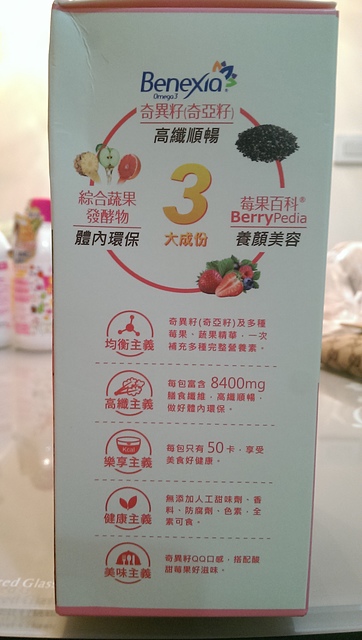 Benexia
Omega 3
奇異籽(奇亞籽)
高纖順暢
綜合蔬果
發酵物
體內環保
3
大成份
莓果百科®
BerryPedia
養顏美容
均衡主義
奇異籽(奇亞籽)及多種
莓果、蔬果精華，一次
補充多種完整營養素。
高纖主義
每包富含 8400mg
膳食纖維，高纖順暢，
做好體內環保。
Kcal
樂享主義
每包只有 50 卡，享受
美食好健康。
健康主義
無添加人工甜味劑、香
料、防腐劑、色素，全
素可食。
美味主義
奇異籽QQ口感，搭配酸
甜莓果好滋味。
red Glass